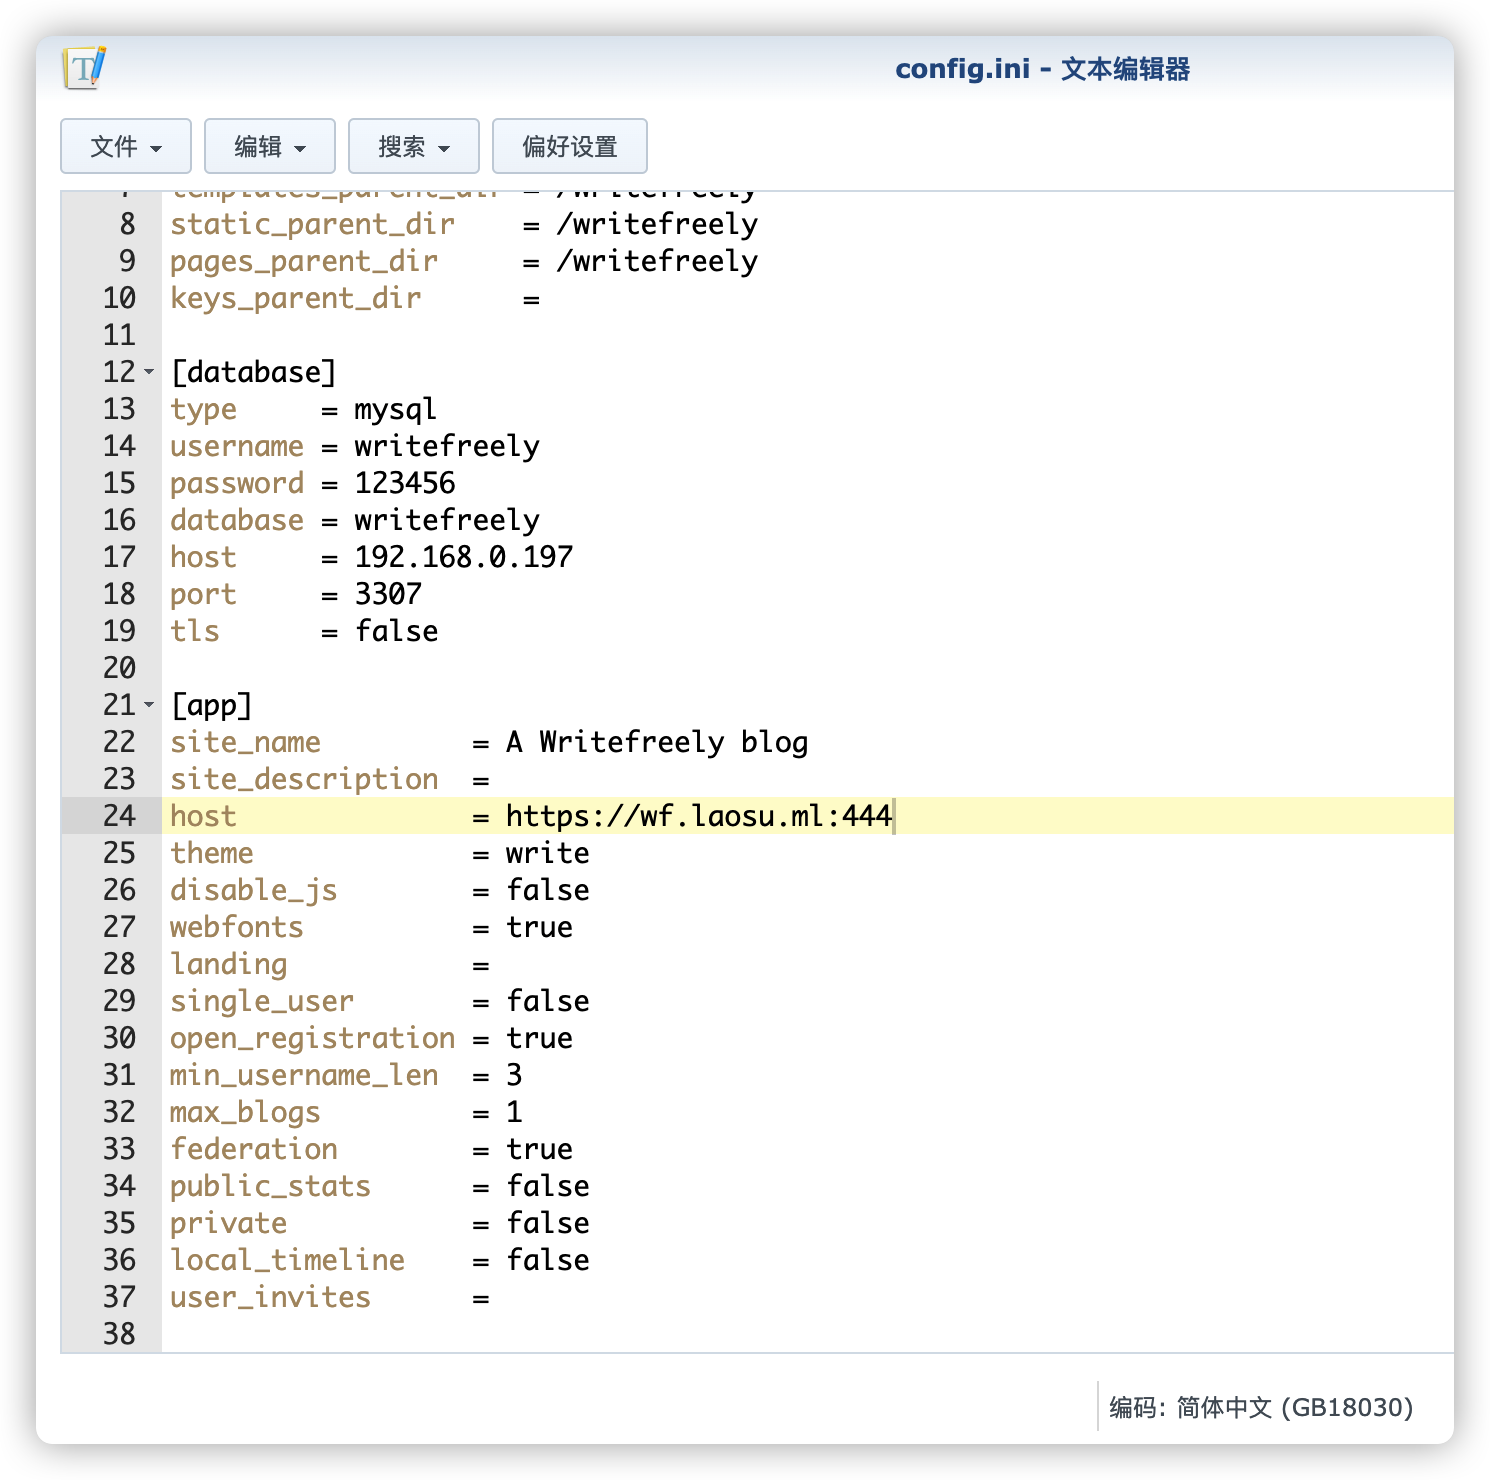 config.ini - 文本编辑器
文件 编辑 搜索 偏好设置
7 templates_parent_dir = /writefreely
8 static_parent_dir = /writefreely
9 pages_parent_dir = /writefreely
10 keys_parent_dir =
11
12 [database]
13 type = mysql
14 username = writefreely
15 password = 123456
16 database = writefreely
17 host = 192.168.0.197
18 port = 3307
19 tls = false
20
21 [app]
22 site_name = A Writefreely blog
23 site_description =
24 host = https://wf.laosu.ml:444
25 theme = write
26 disable_js = false
27 webfonts = true
28 landing =
29 single_user = false
30 open_registration = true
31 min_username_len = 3
32 max_blogs = 1
33 federation = true
34 public_stats = false
35 private = false
36 local_timeline = false
37 user_invites =
38
编码: 简体中文 (GB18030)